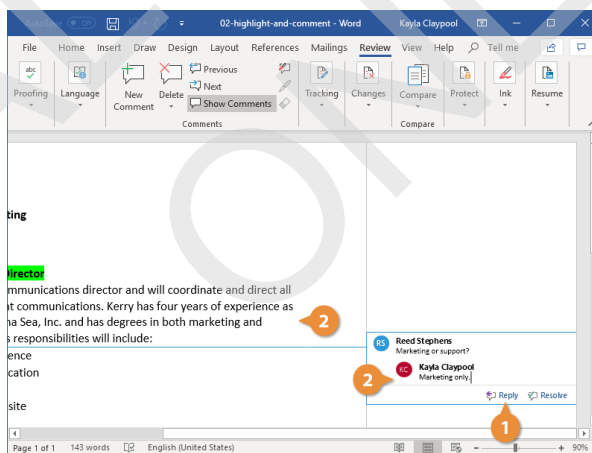 AutoSave Off
02-highlight-and-comment - Word
Kayla Claypool
File Home Insert Draw Design Layout References Mailings Review View Help Tell me
abc
Proofing
Language
New Comment
Delete
Previous
Next
Show Comments
Tracking
Changes
Compare
Protect
Ink
Resume
Comments
Compare
ting
Director
mmunications director and will coordinate and direct all
nt communications. Kerry has four years of experience as
na Sea, Inc. and has degrees in both marketing and
s responsibilities will include:
ence
cation
site
2
RS Reed Stephens
Marketing or support?
KC Kayla Claypool
Marketing only.
2
Reply Resolve
1
Page 1 of 1 143 words English (United States) 90%